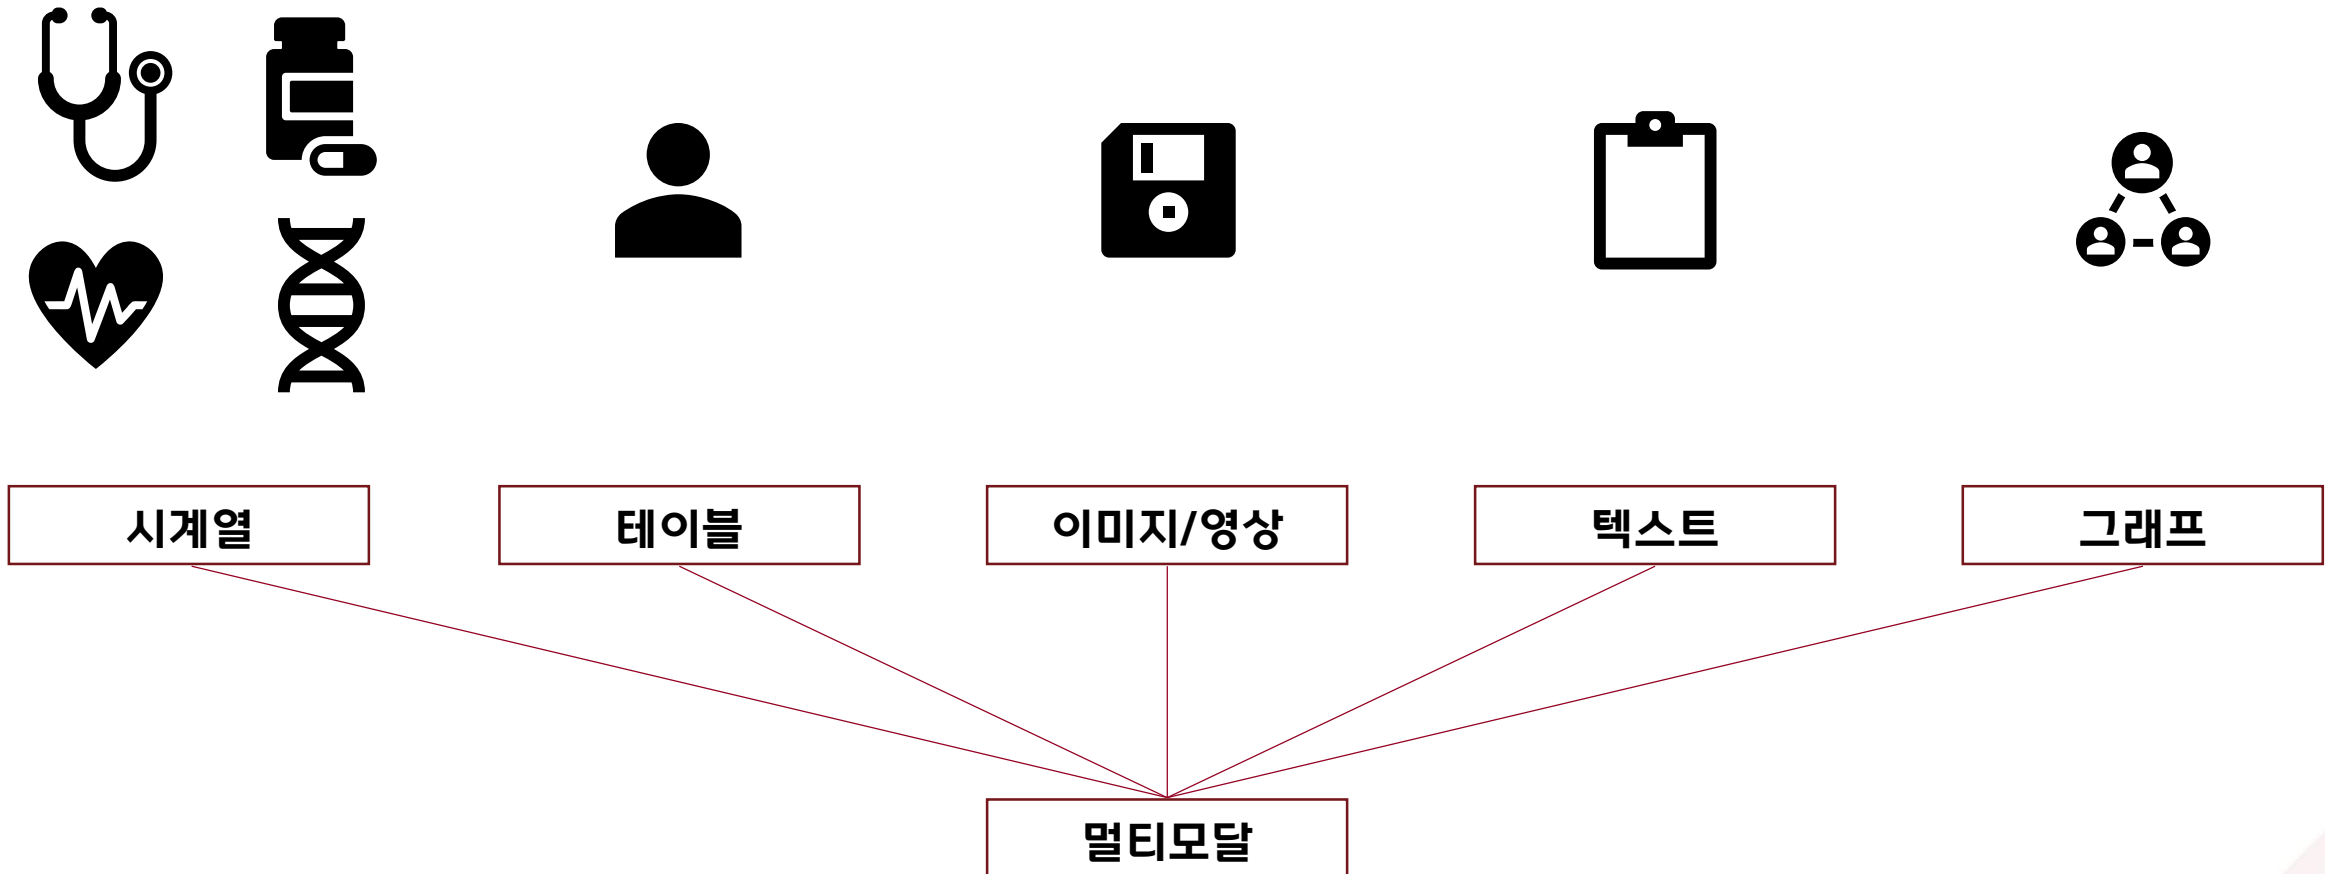 시계열
테이블
이미지/영상
텍스트
그래프
멀티모달